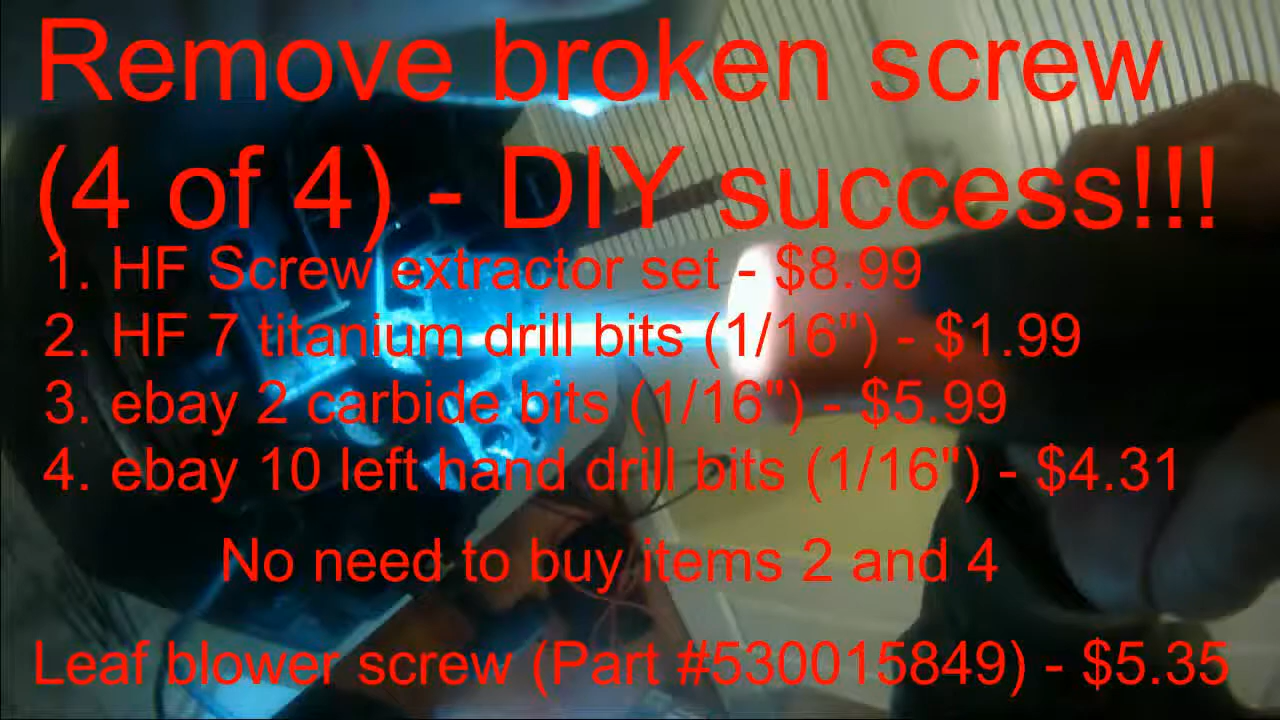 Remove broken screw
(4 of 4) - DIY success!!!
1. HF Screw extractor set - $8.99
2. HF 7 titanium drill bits (1/16") - $1.99
3. ebay 2 carbide bits (1/16") - $5.99
4. ebay 10 left hand drill bits (1/16") - $4.31
No need to buy items 2 and 4
Leaf blower screw (Part #530015849) - $5.35